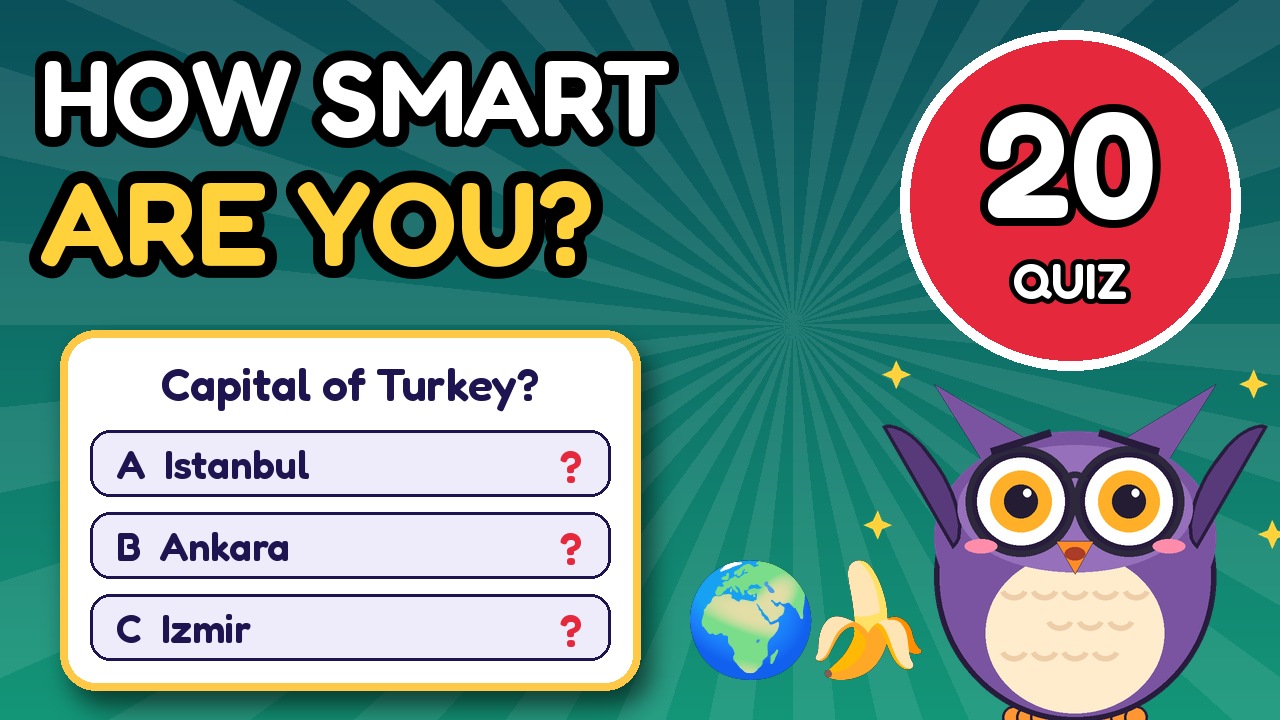 HOW SMART
ARE YOU?
20
QUIZ
Capital of Turkey?
A Istanbul ?
B Ankara ?
C Izmir ?